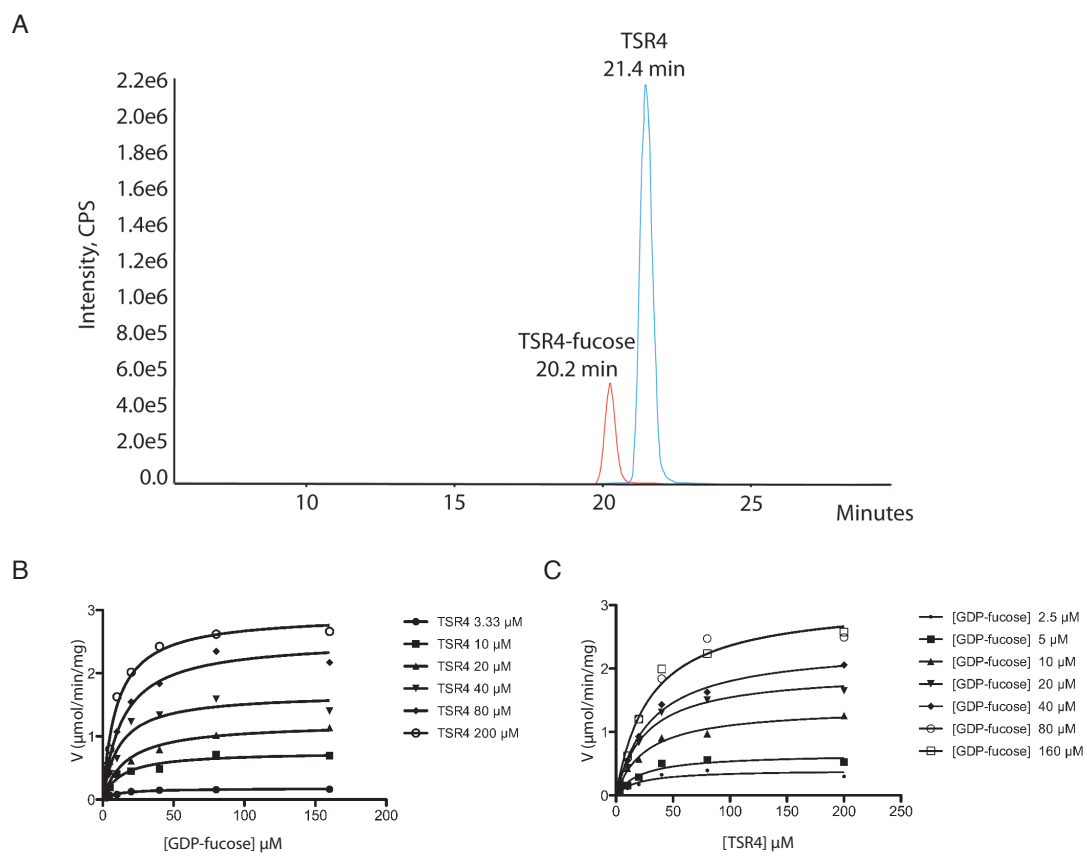 A
TSR4
21.4 min
2.2e6
2.0e6
1.8e6
1.6e6
1.4e6
1.2e6
1.0e6
8.0e5
6.0e5
4.0e5
2.0e5
0.0
Intensity, CPS
TSR4-fucose
20.2 min
10
15
20
25
Minutes
B
3
2
1
0
V (µmol/min/mg)
0
50
100
150
200
[GDP-fucose] µM
TSR4 3.33 µM
TSR4 10 µM
TSR4 20 µM
TSR4 40 µM
TSR4 80 µM
TSR4 200 µM
C
3
2
1
0
V (µmol/min/mg)
0
50
100
150
200
250
[TSR4] µM
[GDP-fucose] 2.5 µM
[GDP-fucose] 5 µM
[GDP-fucose] 10 µM
[GDP-fucose] 20 µM
[GDP-fucose] 40 µM
[GDP-fucose] 80 µM
[GDP-fucose] 160 µM